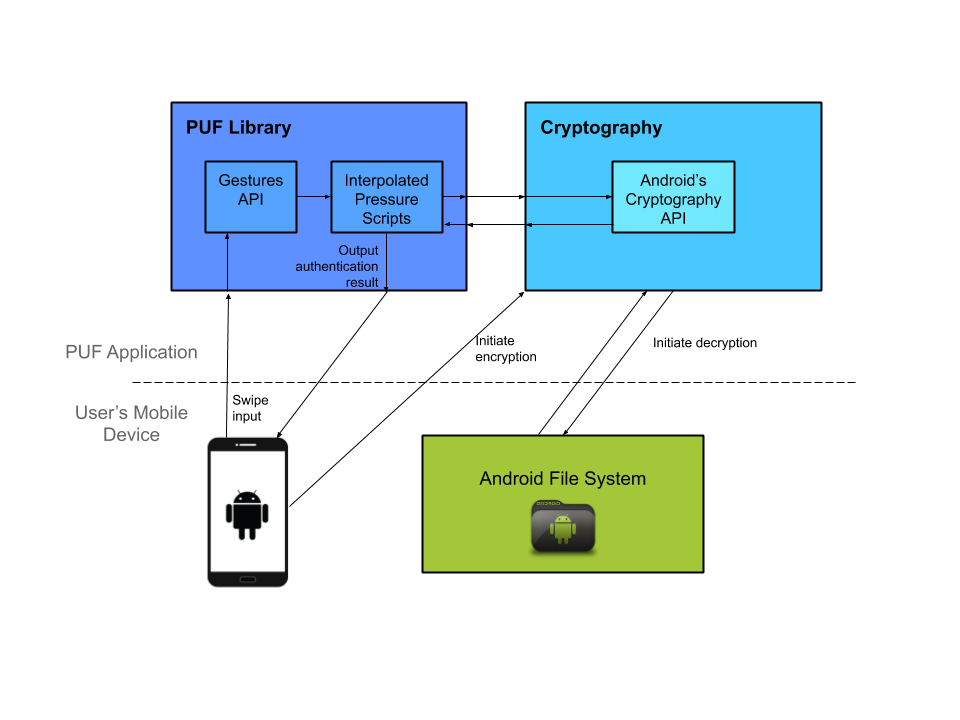 PUF Library
Cryptography
Gestures
API
Interpolated
Pressure
Scripts
Android’s
Cryptography
API
Output
authentication
result
Initiate
encryption
Initiate decryption
PUF Application
Swipe
input
User’s Mobile
Device
Android File System
ANDROID